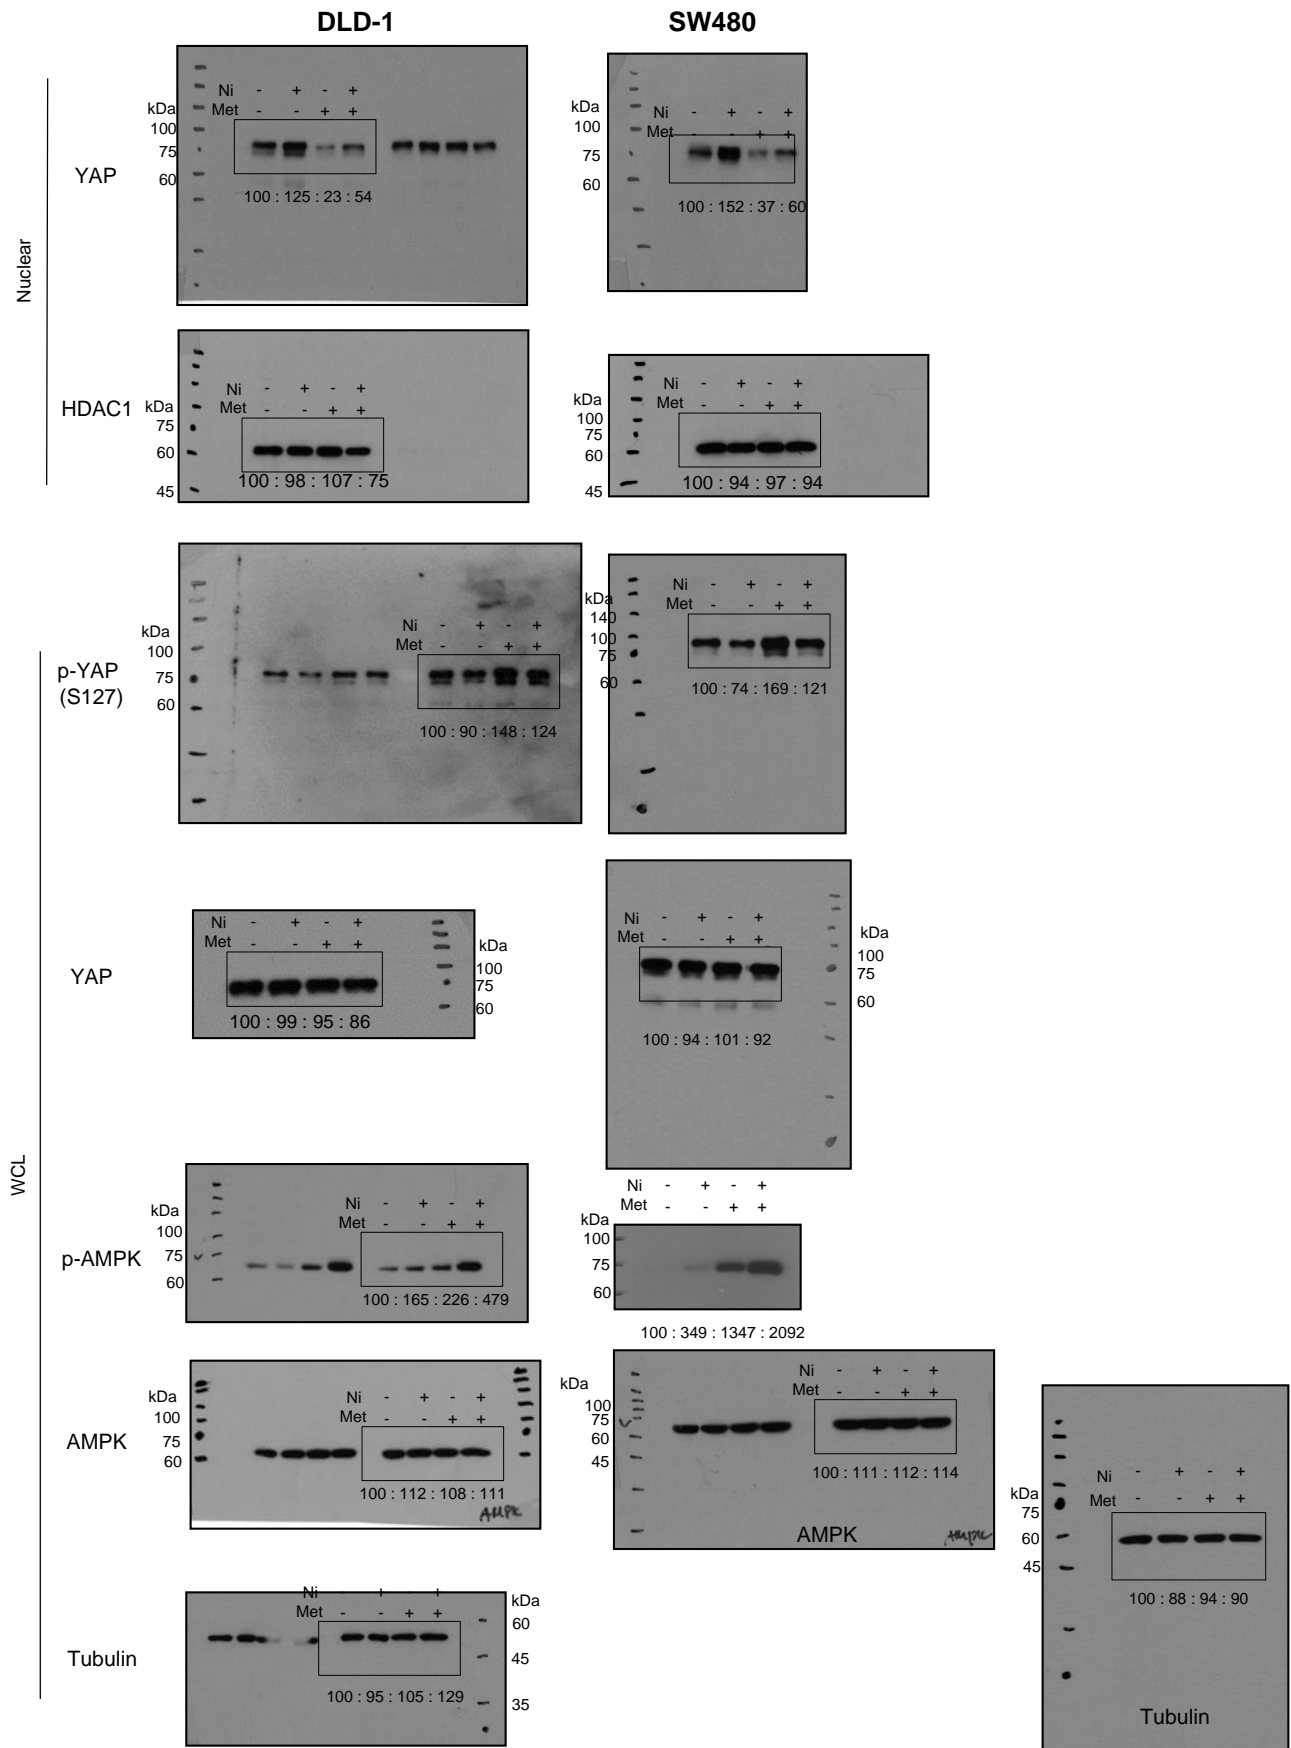 DLD-1
SW480
Nuclear
YAP
Ni - + - +
kDa
Met - - + +
100
75
60
100 : 125 : 23 : 54
kDa
Ni - + - +
100
Met - - + +
75
60
100 : 152 : 37 : 60
HDAC1
Ni - + - +
kDa
Met - - + +
75
60
45
100 : 98 : 107 : 75
Ni - + - +
kDa
Met - - + +
100
75
60
45
100 : 94 : 97 : 94
WCL
p-YAP
(S127)
Ni - + - +
kDa
Met - - + +
100
75
60
100 : 90 : 148 : 124
Ni - + - +
kDa
Met - - + +
140
100
75
60
100 : 74 : 169 : 121
YAP
Ni - + - +
Met - - + +
kDa
100
75
60
100 : 99 : 95 : 86
Ni - + - +
Met - - + +
kDa
100
75
60
100 : 94 : 101 : 92
p-AMPK
Ni - + - +
kDa
Met - - + +
100
75
60
100 : 165 : 226 : 479
Ni - + - +
Met - - + +
kDa
100
75
60
100 : 349 : 1347 : 2092
AMPK
kDa
Ni - + - +
Met - - + +
100
75
60
100 : 112 : 108 : 111
AMPK
Ni - + - +
kDa
Met - - + +
100
75
60
45
100 : 111 : 112 : 114
AMPK
AMPK
Tubulin
Ni - + - +
Met - - + +
kDa
60
45
35
100 : 95 : 105 : 129
Ni - + - +
kDa
Met - - + +
75
60
45
100 : 88 : 94 : 90
Tubulin